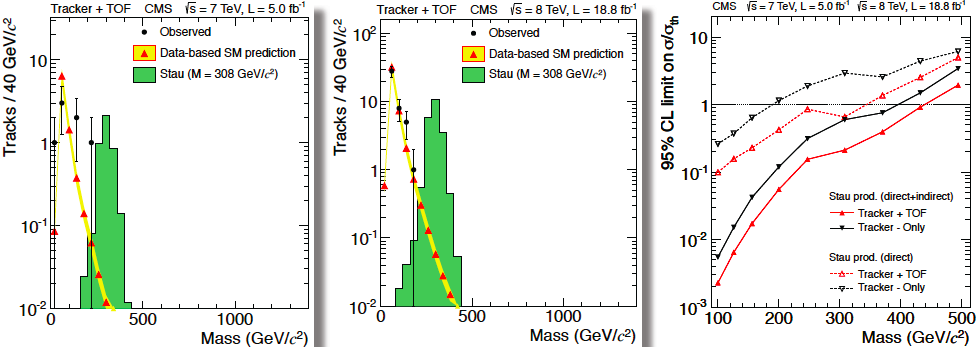 Tracker + TOF CMS √s = 7 TeV, L = 5.0 fb⁻¹
Tracks / 40 GeV/c²
Observed
Data-based SM prediction
Stau (M = 308 GeV/c²)
10
1
10⁻¹
10⁻²
0 500 1000
Mass (GeV/c²)
Tracker + TOF CMS √s = 8 TeV, L = 18.8 fb⁻¹
Tracks / 40 GeV/c²
Observed
Data-based SM prediction
Stau (M = 308 GeV/c²)
10²
10
1
10⁻¹
10⁻²
0 500 1000
Mass (GeV/c²)
CMS √s = 7 TeV, L = 5.0 fb⁻¹ √s = 8 TeV, L = 18.8 fb⁻¹
95% CL limit on σ/σth
10
1
10⁻¹
10⁻²
10⁻³
Stau prod. (direct+indirect)
Tracker + TOF
Tracker - Only
Stau prod. (direct)
Tracker + TOF
Tracker - Only
100 200 300 400 500
Mass (GeV/c²)